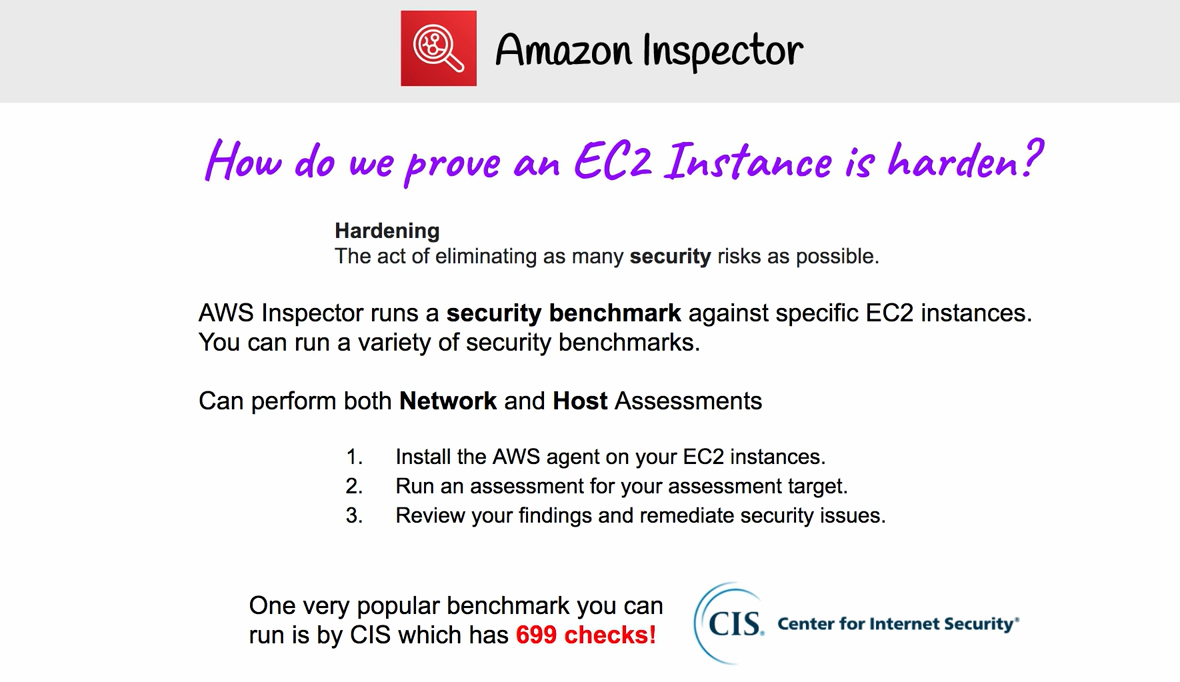 Amazon Inspector
How do we prove an EC2 Instance is harden?
Hardening
The act of eliminating as many security risks as possible.
AWS Inspector runs a security benchmark against specific EC2 instances.
You can run a variety of security benchmarks.
Can perform both Network and Host Assessments
1. Install the AWS agent on your EC2 instances.
2. Run an assessment for your assessment target.
3. Review your findings and remediate security issues.
One very popular benchmark you can
run is by CIS which has 699 checks!
CIS. Center for Internet Security®